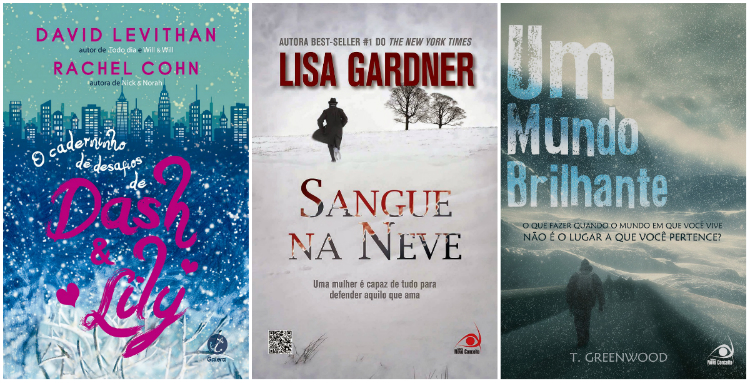 DAVID LEVITHAN
autor de Todo dia e Will & Will
RACHEL COHN
autora de Nick & Norah
O caderninho
de desafios
de
Dash
&
Lily
Galera
AUTORA BEST-SELLER #1 DO THE NEW YORK TIMES
LISA GARDNER
SANGUE
NA NEVE
Uma mulher é capaz de tudo para
defender aquilo que ama
Novo Conceito
Um
Mundo
Brilhante
O QUE FAZER QUANDO O MUNDO EM QUE VOCÊ VIVE
NÃO É O LUGAR A QUE VOCÊ PERTENCE?
T. GREENWOOD
Novo Conceito